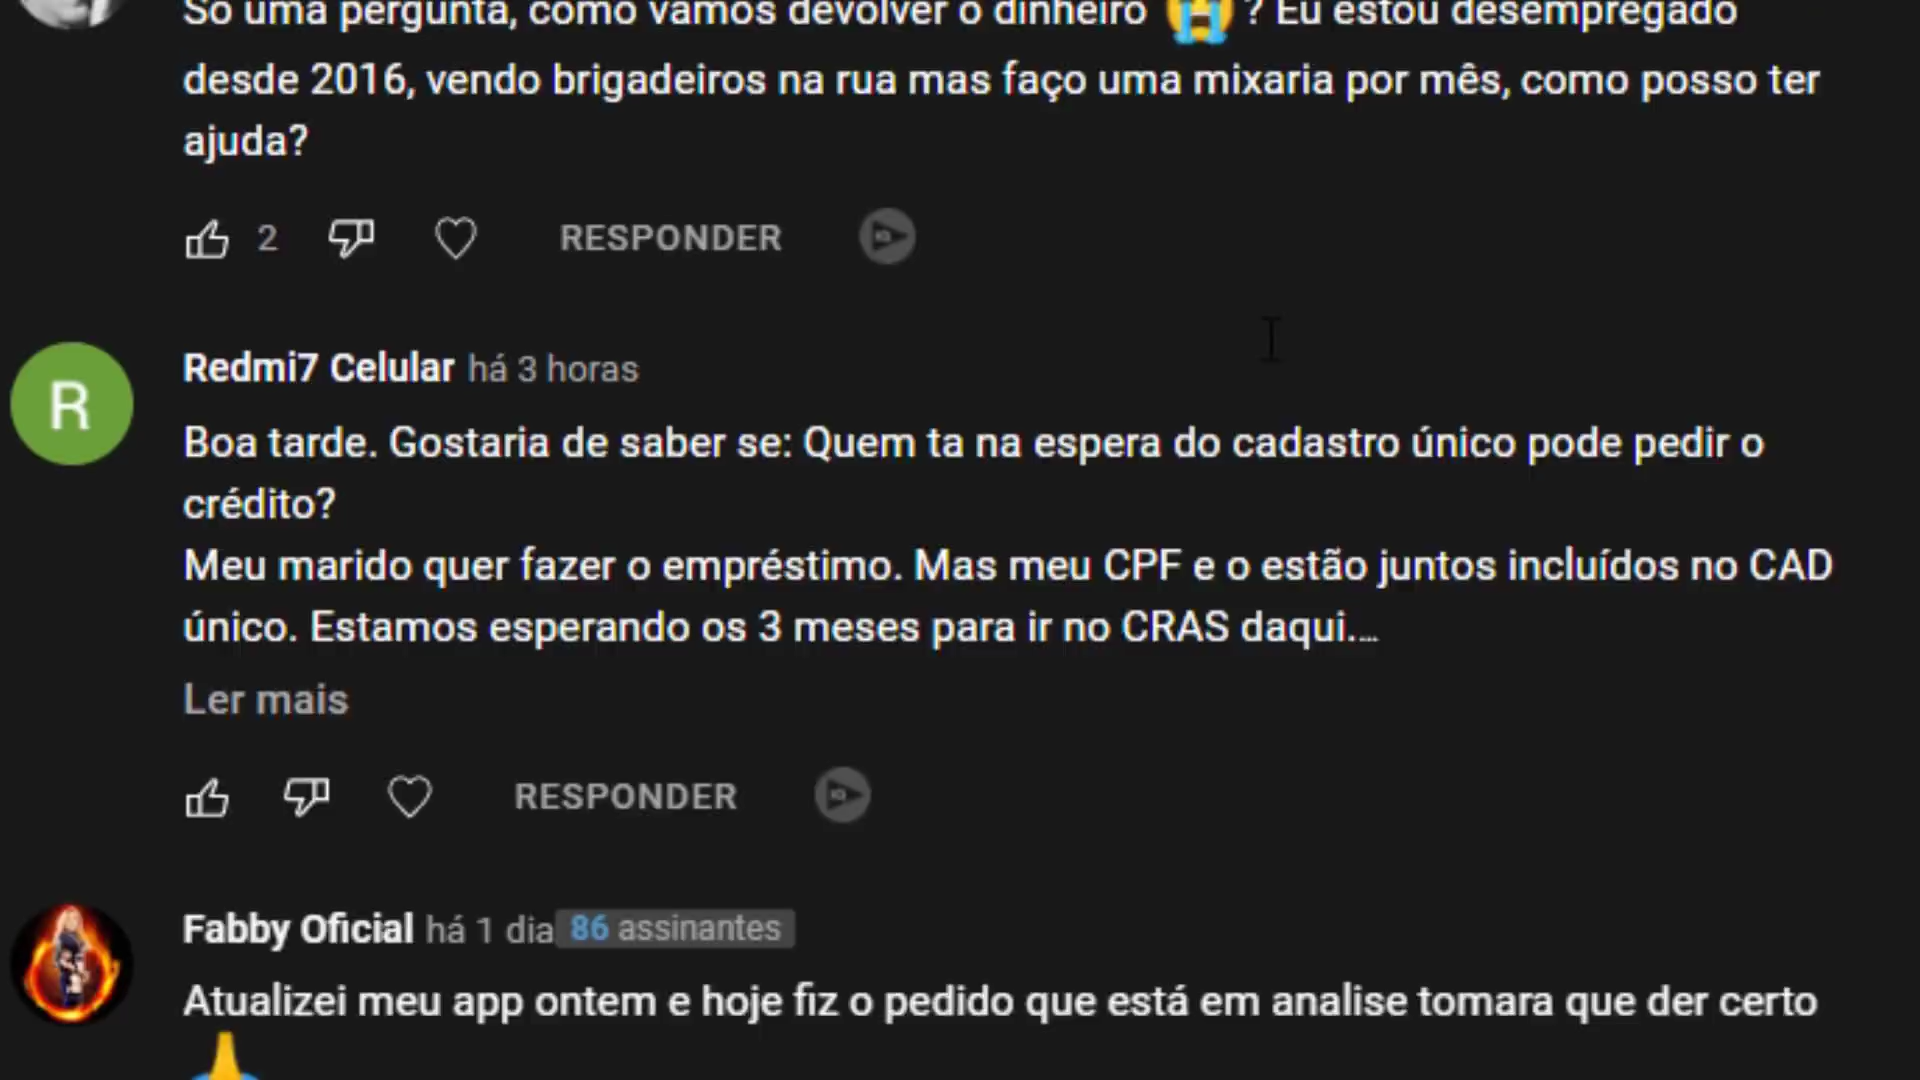 Só uma pergunta, como vamos devolver o dinheiro 😭? Eu estou desempregado
desde 2016, vendo brigadeiros na rua mas faço uma mixaria por mês, como posso ter
ajuda?
2 RESPONDER
Redmi7 Celular há 3 horas
R
Boa tarde. Gostaria de saber se: Quem ta na espera do cadastro único pode pedir o
crédito?
Meu marido quer fazer o empréstimo. Mas meu CPF e o estão juntos incluídos no CAD
único. Estamos esperando os 3 meses para ir no CRAS daqui.…
Ler mais
RESPONDER
Fabby Oficial há 1 dia 86 assinantes
Atualizei meu app ontem e hoje fiz o pedido que está em analise tomara que der certo
🙏